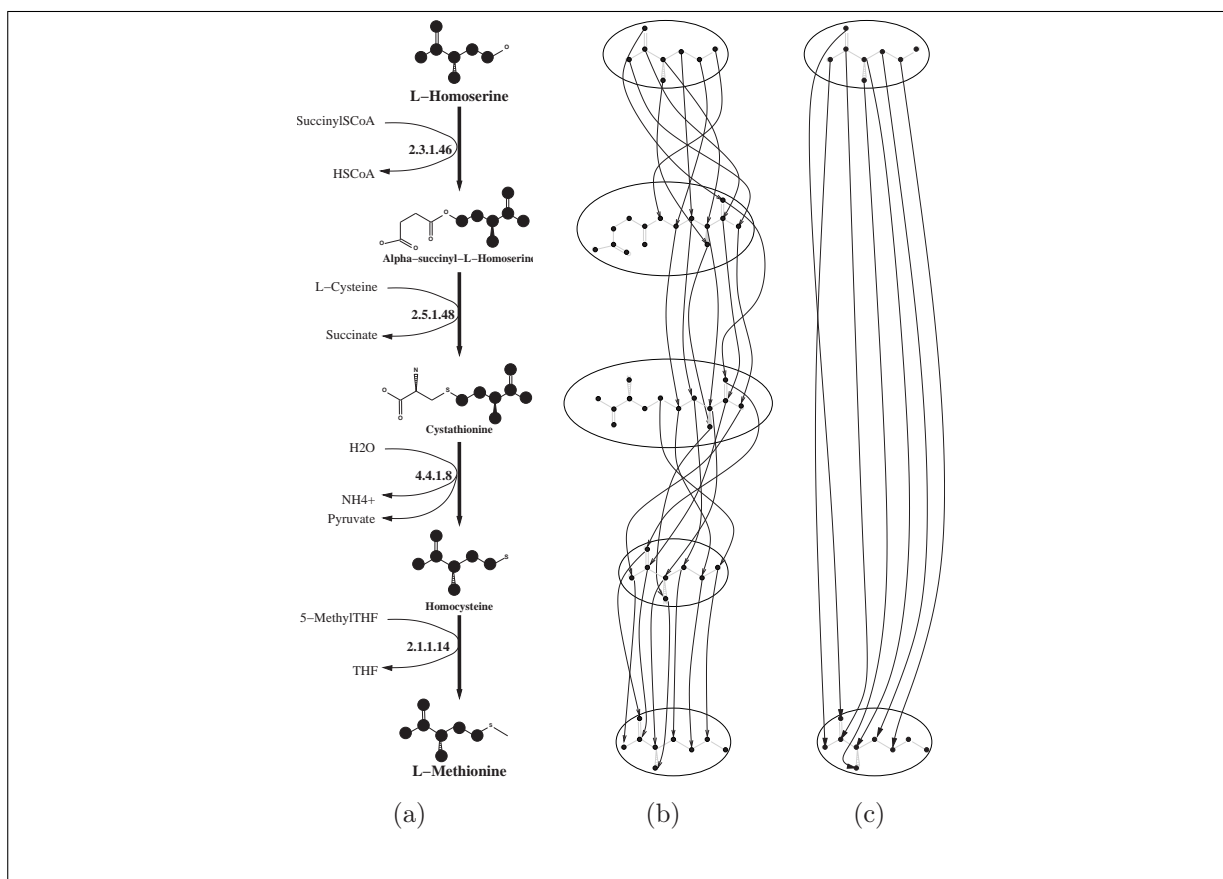 O
L–Homoserine
SuccinylSCoA
2.3.1.46
HSCoA
O
O
O
O
Alpha–succinyl–L–Homoserine
L–Cysteine
2.5.1.48
Succinate
N
O
S
O
Cystathionine
H2O
4.4.1.8
NH4+
Pyruvate
S
Homocysteine
5–MethylTHF
2.1.1.14
THF
S
L–Methionine
(a) (b) (c)